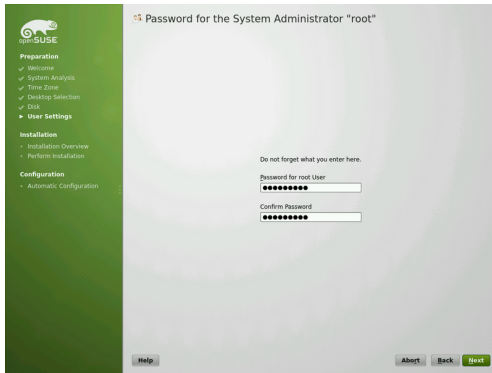 openSUSE
Preparation
Welcome
System Analysis
Time Zone
Desktop Selection
Disk
User Settings
Installation
Installation Overview
Perform Installation
Configuration
Automatic Configuration
Password for the System Administrator "root"
Do not forget what you enter here.
Password for root User
Confirm Password
Help
Abort
Back
Next